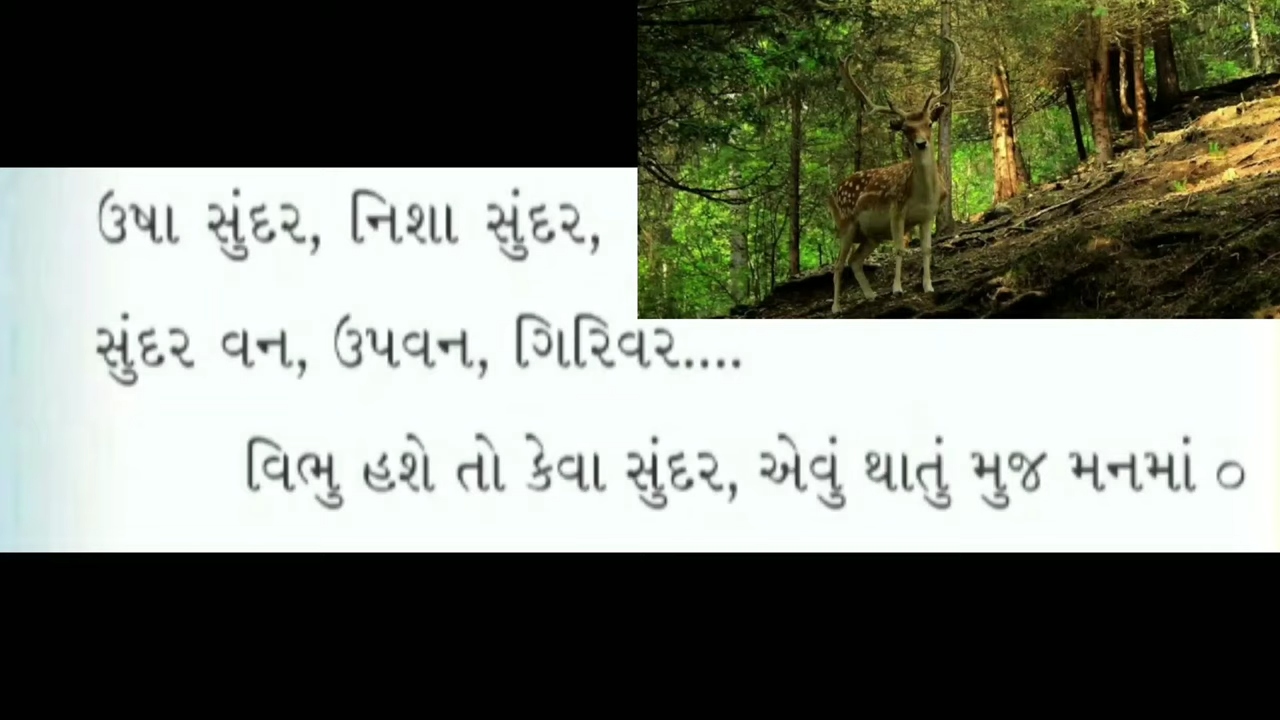 ઉષા સુંદર, નિશા સુંદર,
સુંદર વન, ઉપવન, ગિરિવર....
વિભુ હશે તો કેવા સુંદર, એવું થાતું મુજ મનમાં ૦